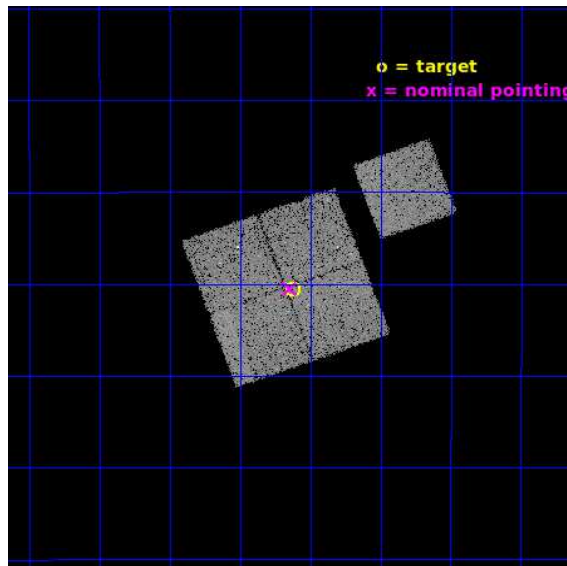 o = target
x = nominal pointing